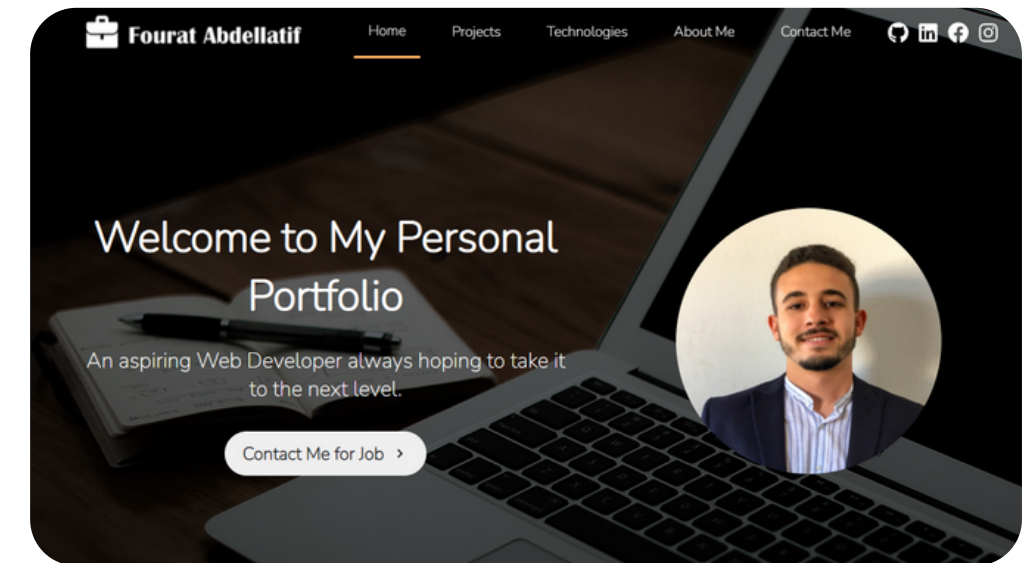 Fourat Abdellatif
Home
Projects
Technologies
About Me
Contact Me
Welcome to My Personal
Portfolio
An aspiring Web Developer always hoping to take it
to the next level.
Contact Me for Job